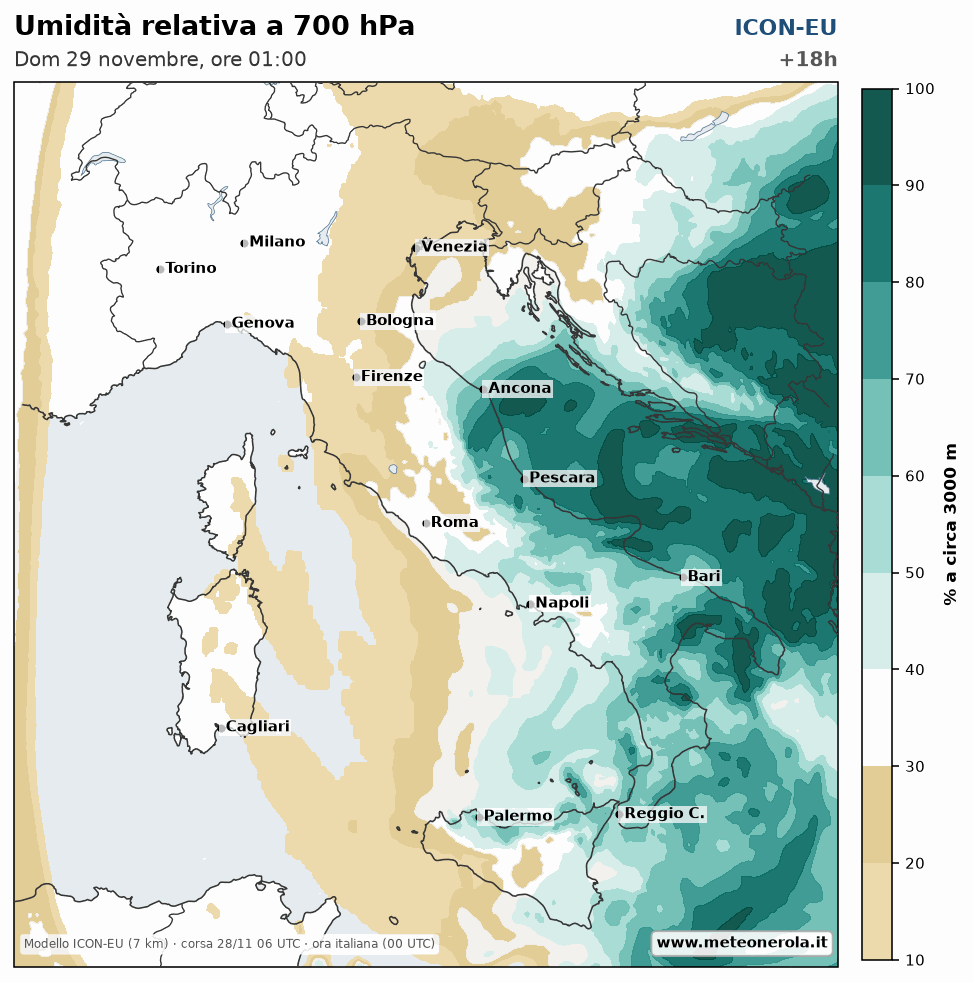 Umidità relativa a 700 hPa
ICON-EU
Dom 29 novembre, ore 01:00
+18h
100
90
80
70
60
50
40
30
20
10
% a circa 3000 m
Milano
Venezia
Torino
Genova
Bologna
Firenze
Ancona
Pescara
Roma
Bari
Napoli
Cagliari
Palermo
Reggio C.
Modello ICON-EU (7 km) · corsa 28/11 06 UTC · ora italiana (00 UTC)
www.meteonerola.it